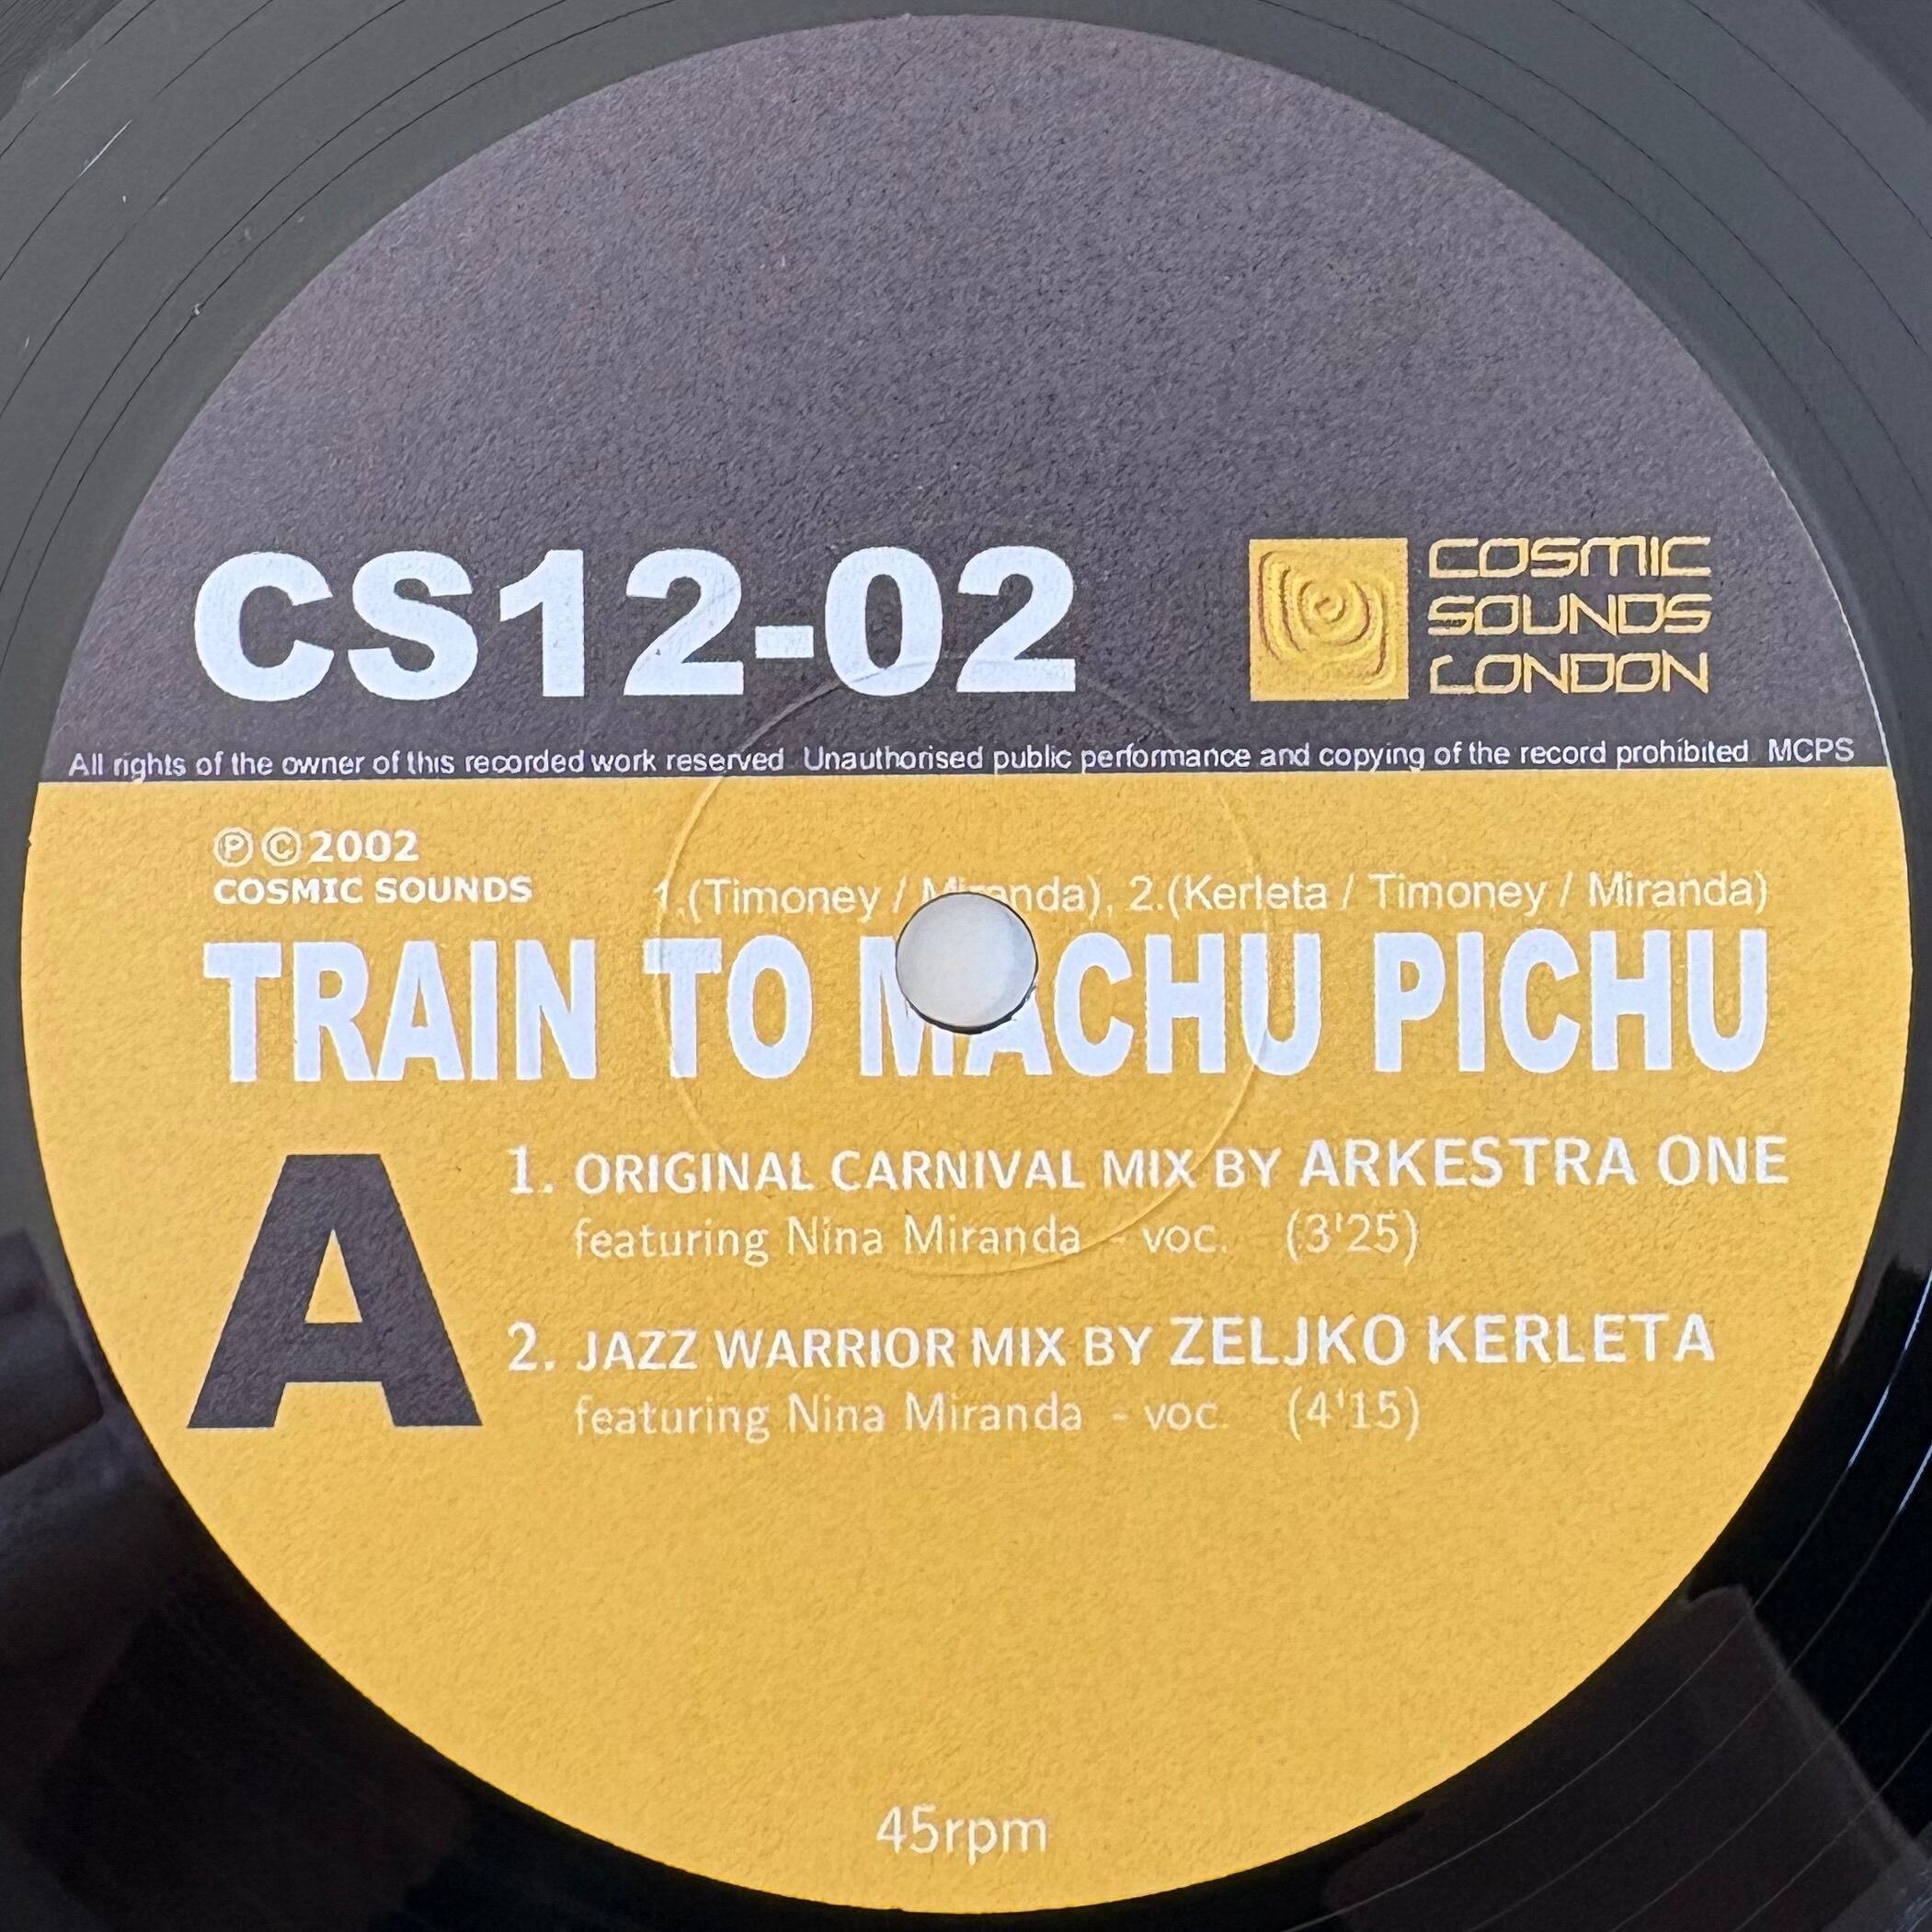 CS12-02
COSMIC
SOUNDS
LONDON
All rights of the owner of this recorded work reserved Unauthorised public performance and copying of the record prohibited MCPS
Ⓟ © 2002
COSMIC SOUNDS
1.(Timoney / Miranda), 2.(Kerleta / Timoney / Miranda)
TRAIN TO MACHU PICHU
A
1. ORIGINAL CARNIVAL MIX BY ARKESTRA ONE
featuring Nina Miranda - voc. (3'25)
2. JAZZ WARRIOR MIX BY ZELJKO KERLETA
featuring Nina Miranda - voc. (4'15)
45rpm